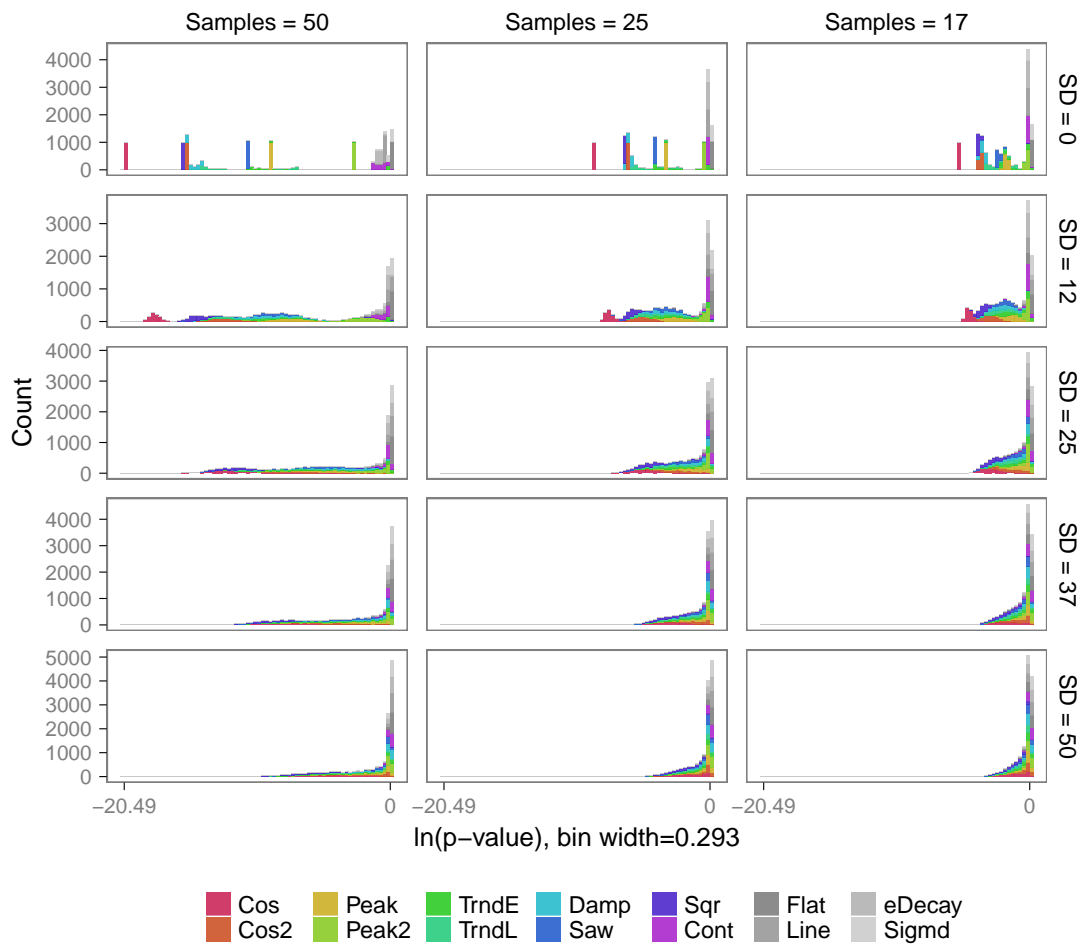 Samples = 50 Samples = 25 Samples = 17
4000
3000
2000
1000
0
SD = 0
3000
2000
1000
0
SD = 12
4000
3000
2000
1000
0
SD = 25
4000
3000
2000
1000
0
SD = 37
5000
4000
3000
2000
1000
0
SD = 50
Count
−20.49 0 −20.49 0 −20.49 0
ln(p−value), bin width=0.293
Cos Peak TrndE Damp Sqr Flat eDecay
Cos2 Peak2 TrndL Saw Cont Line Sigmd